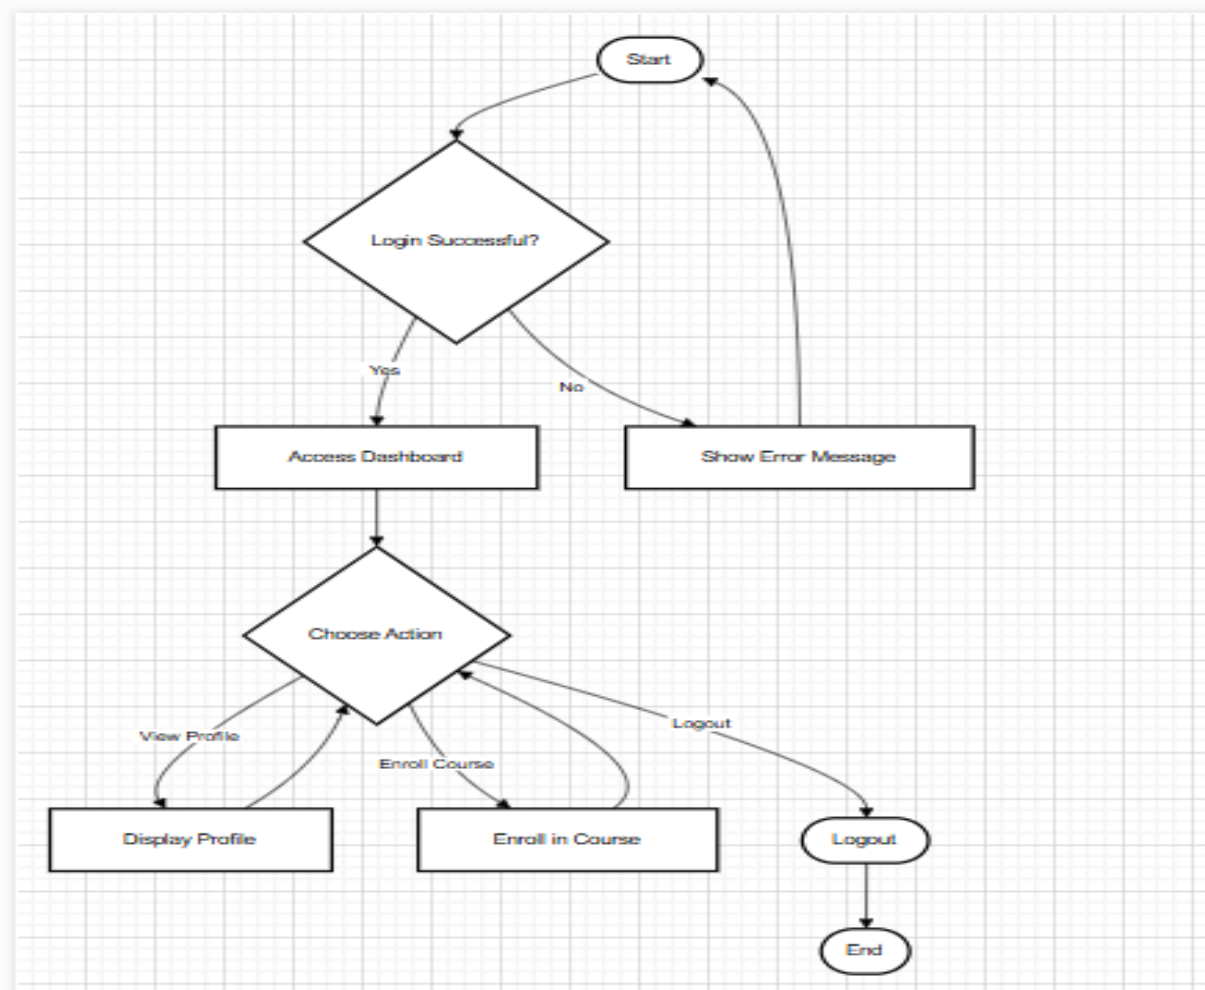 Start
Login Successful?
Yes
No
Access Dashboard
Show Error Message
Choose Action
View Profile
Enroll Course
Logout
Display Profile
Enroll in Course
Logout
End